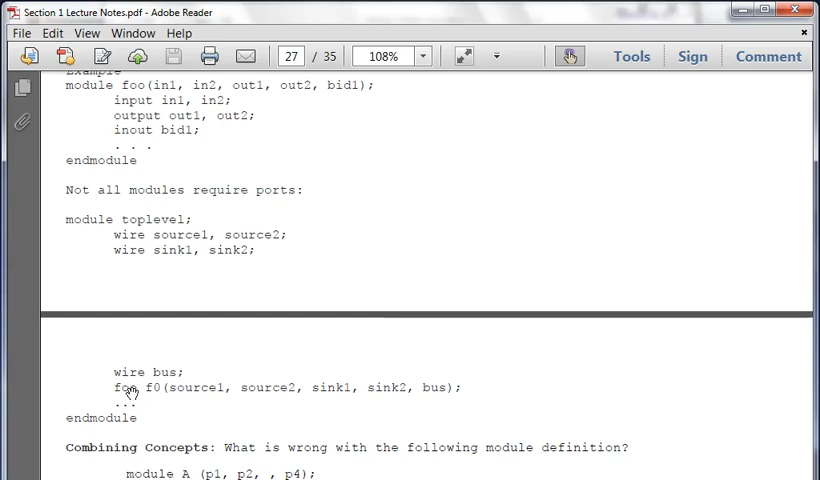 Section 1 Lecture Notes.pdf - Adobe Reader
File Edit View Window Help
27 / 35 108% Tools Sign Comment
Example
module foo(in1, in2, out1, out2, bid1);
input in1, in2;
output out1, out2;
inout bid1;
. . .
endmodule
Not all modules require ports:
module toplevel;
wire source1, source2;
wire sink1, sink2;
wire bus;
foo f0(source1, source2, sink1, sink2, bus);
...
endmodule
Combining Concepts: What is wrong with the following module definition?
module A (p1, p2, , p4);